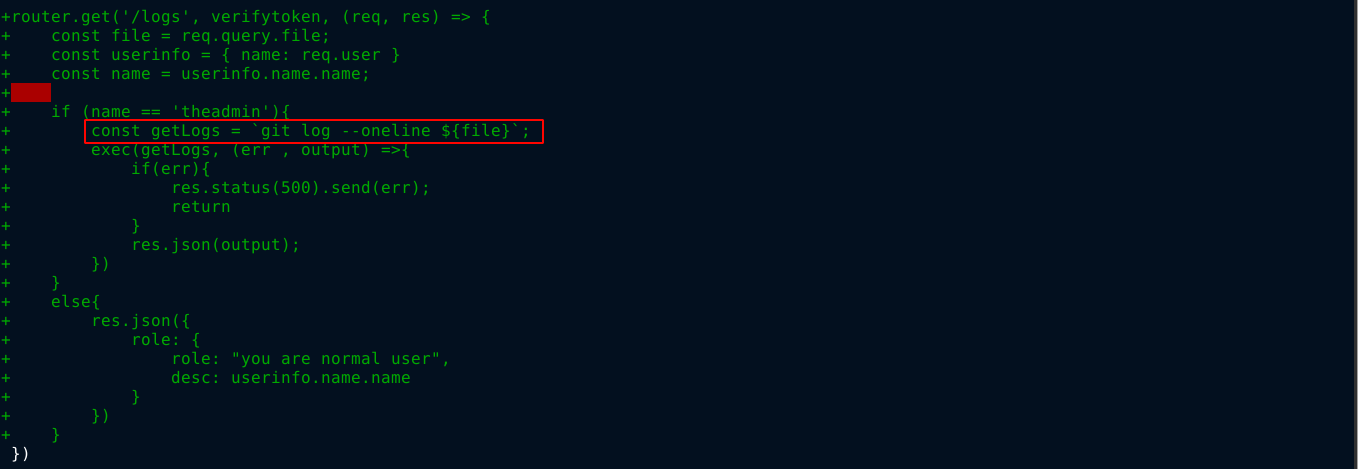 +router.get('/logs', verifytoken, (req, res) => {
+    const file = req.query.file;
+    const userinfo = { name: req.user }
+    const name = userinfo.name.name;
+
+    if (name == 'theadmin'){
+        const getLogs = `git log --oneline ${file}`;
+        exec(getLogs, (err , output) =>{
+            if(err){
+                res.status(500).send(err);
+                return
+            }
+            res.json(output);
+        })
+    }
+    else{
+        res.json({
+            role: {
+                role: "you are normal user",
+                desc: userinfo.name.name
+            }
+        })
+    }
 })